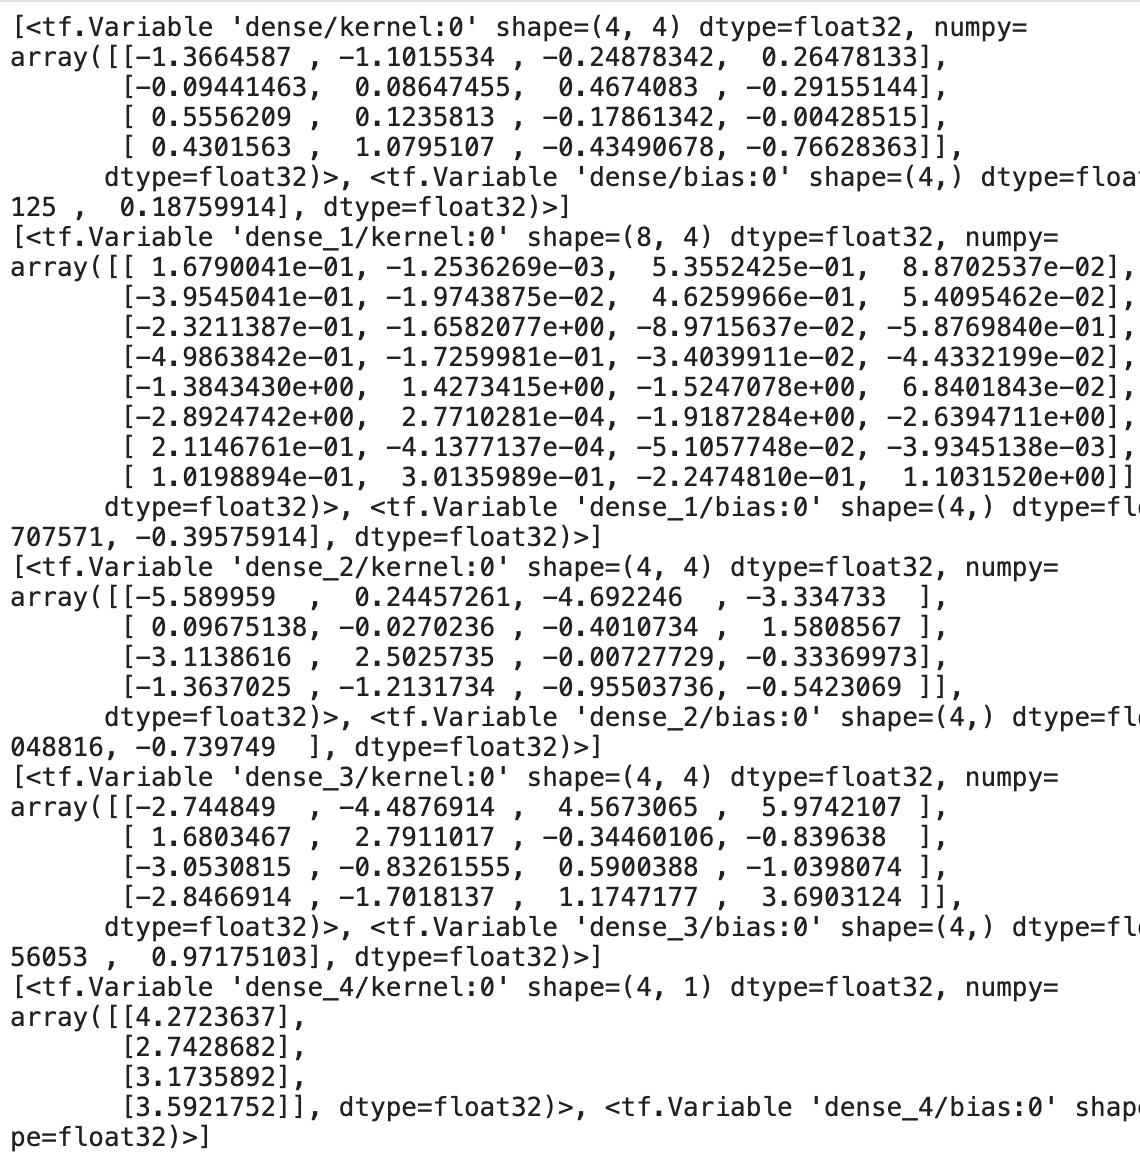 [<tf.Variable 'dense/kernel:0' shape=(4, 4) dtype=float32, numpy=
array([[-1.3664587 , -1.1015534 , -0.24878342,  0.26478133],
       [-0.09441463,  0.08647455,  0.4674083 , -0.29155144],
       [ 0.5556209 ,  0.1235813 , -0.17861342, -0.00428515],
       [ 0.4301563 ,  1.0795107 , -0.43490678, -0.76628363]],
      dtype=float32)>, <tf.Variable 'dense/bias:0' shape=(4,) dtype=floa
125 ,  0.18759914], dtype=float32)>]
[<tf.Variable 'dense_1/kernel:0' shape=(8, 4) dtype=float32, numpy=
array([[ 1.6790041e-01, -1.2536269e-03,  5.3552425e-01,  8.8702537e-02],
       [-3.9545041e-01, -1.9743875e-02,  4.6259966e-01,  5.4095462e-02],
       [-2.3211387e-01, -1.6582077e+00, -8.9715637e-02, -5.8769840e-01],
       [-4.9863842e-01, -1.7259981e-01, -3.4039911e-02, -4.4332199e-02],
       [-1.3843430e+00,  1.4273415e+00, -1.5247078e+00,  6.8401843e-02],
       [-2.8924742e+00,  2.7710281e-04, -1.9187284e+00, -2.6394711e+00],
       [ 2.1146761e-01, -4.1377137e-04, -5.1057748e-02, -3.9345138e-03],
       [ 1.0198894e-01,  3.0135989e-01, -2.2474810e-01,  1.1031520e+00]]
      dtype=float32)>, <tf.Variable 'dense_1/bias:0' shape=(4,) dtype=flo
707571, -0.39575914], dtype=float32)>]
[<tf.Variable 'dense_2/kernel:0' shape=(4, 4) dtype=float32, numpy=
array([[-5.589959  ,  0.24457261, -4.692246  , -3.334733  ],
       [ 0.09675138, -0.0270236 , -0.4010734 ,  1.5808567 ],
       [-3.1138616 ,  2.5025735 , -0.00727729, -0.33369973],
       [-1.3637025 , -1.2131734 , -0.95503736, -0.5423069 ]],
      dtype=float32)>, <tf.Variable 'dense_2/bias:0' shape=(4,) dtype=flo
048816, -0.739749  ], dtype=float32)>]
[<tf.Variable 'dense_3/kernel:0' shape=(4, 4) dtype=float32, numpy=
array([[-2.744849  , -4.4876914 ,  4.5673065 ,  5.9742107 ],
       [ 1.6803467 ,  2.7911017 , -0.34460106, -0.839638  ],
       [-3.0530815 , -0.83261555,  0.5900388 , -1.0398074 ],
       [-2.8466914 , -1.7018137 ,  1.1747177 ,  3.6903124 ]],
      dtype=float32)>, <tf.Variable 'dense_3/bias:0' shape=(4,) dtype=flo
56053 ,  0.97175103], dtype=float32)>]
[<tf.Variable 'dense_4/kernel:0' shape=(4, 1) dtype=float32, numpy=
array([[4.2723637],
       [2.7428682],
       [3.1735892],
       [3.5921752]], dtype=float32)>, <tf.Variable 'dense_4/bias:0' shap
pe=float32)>]